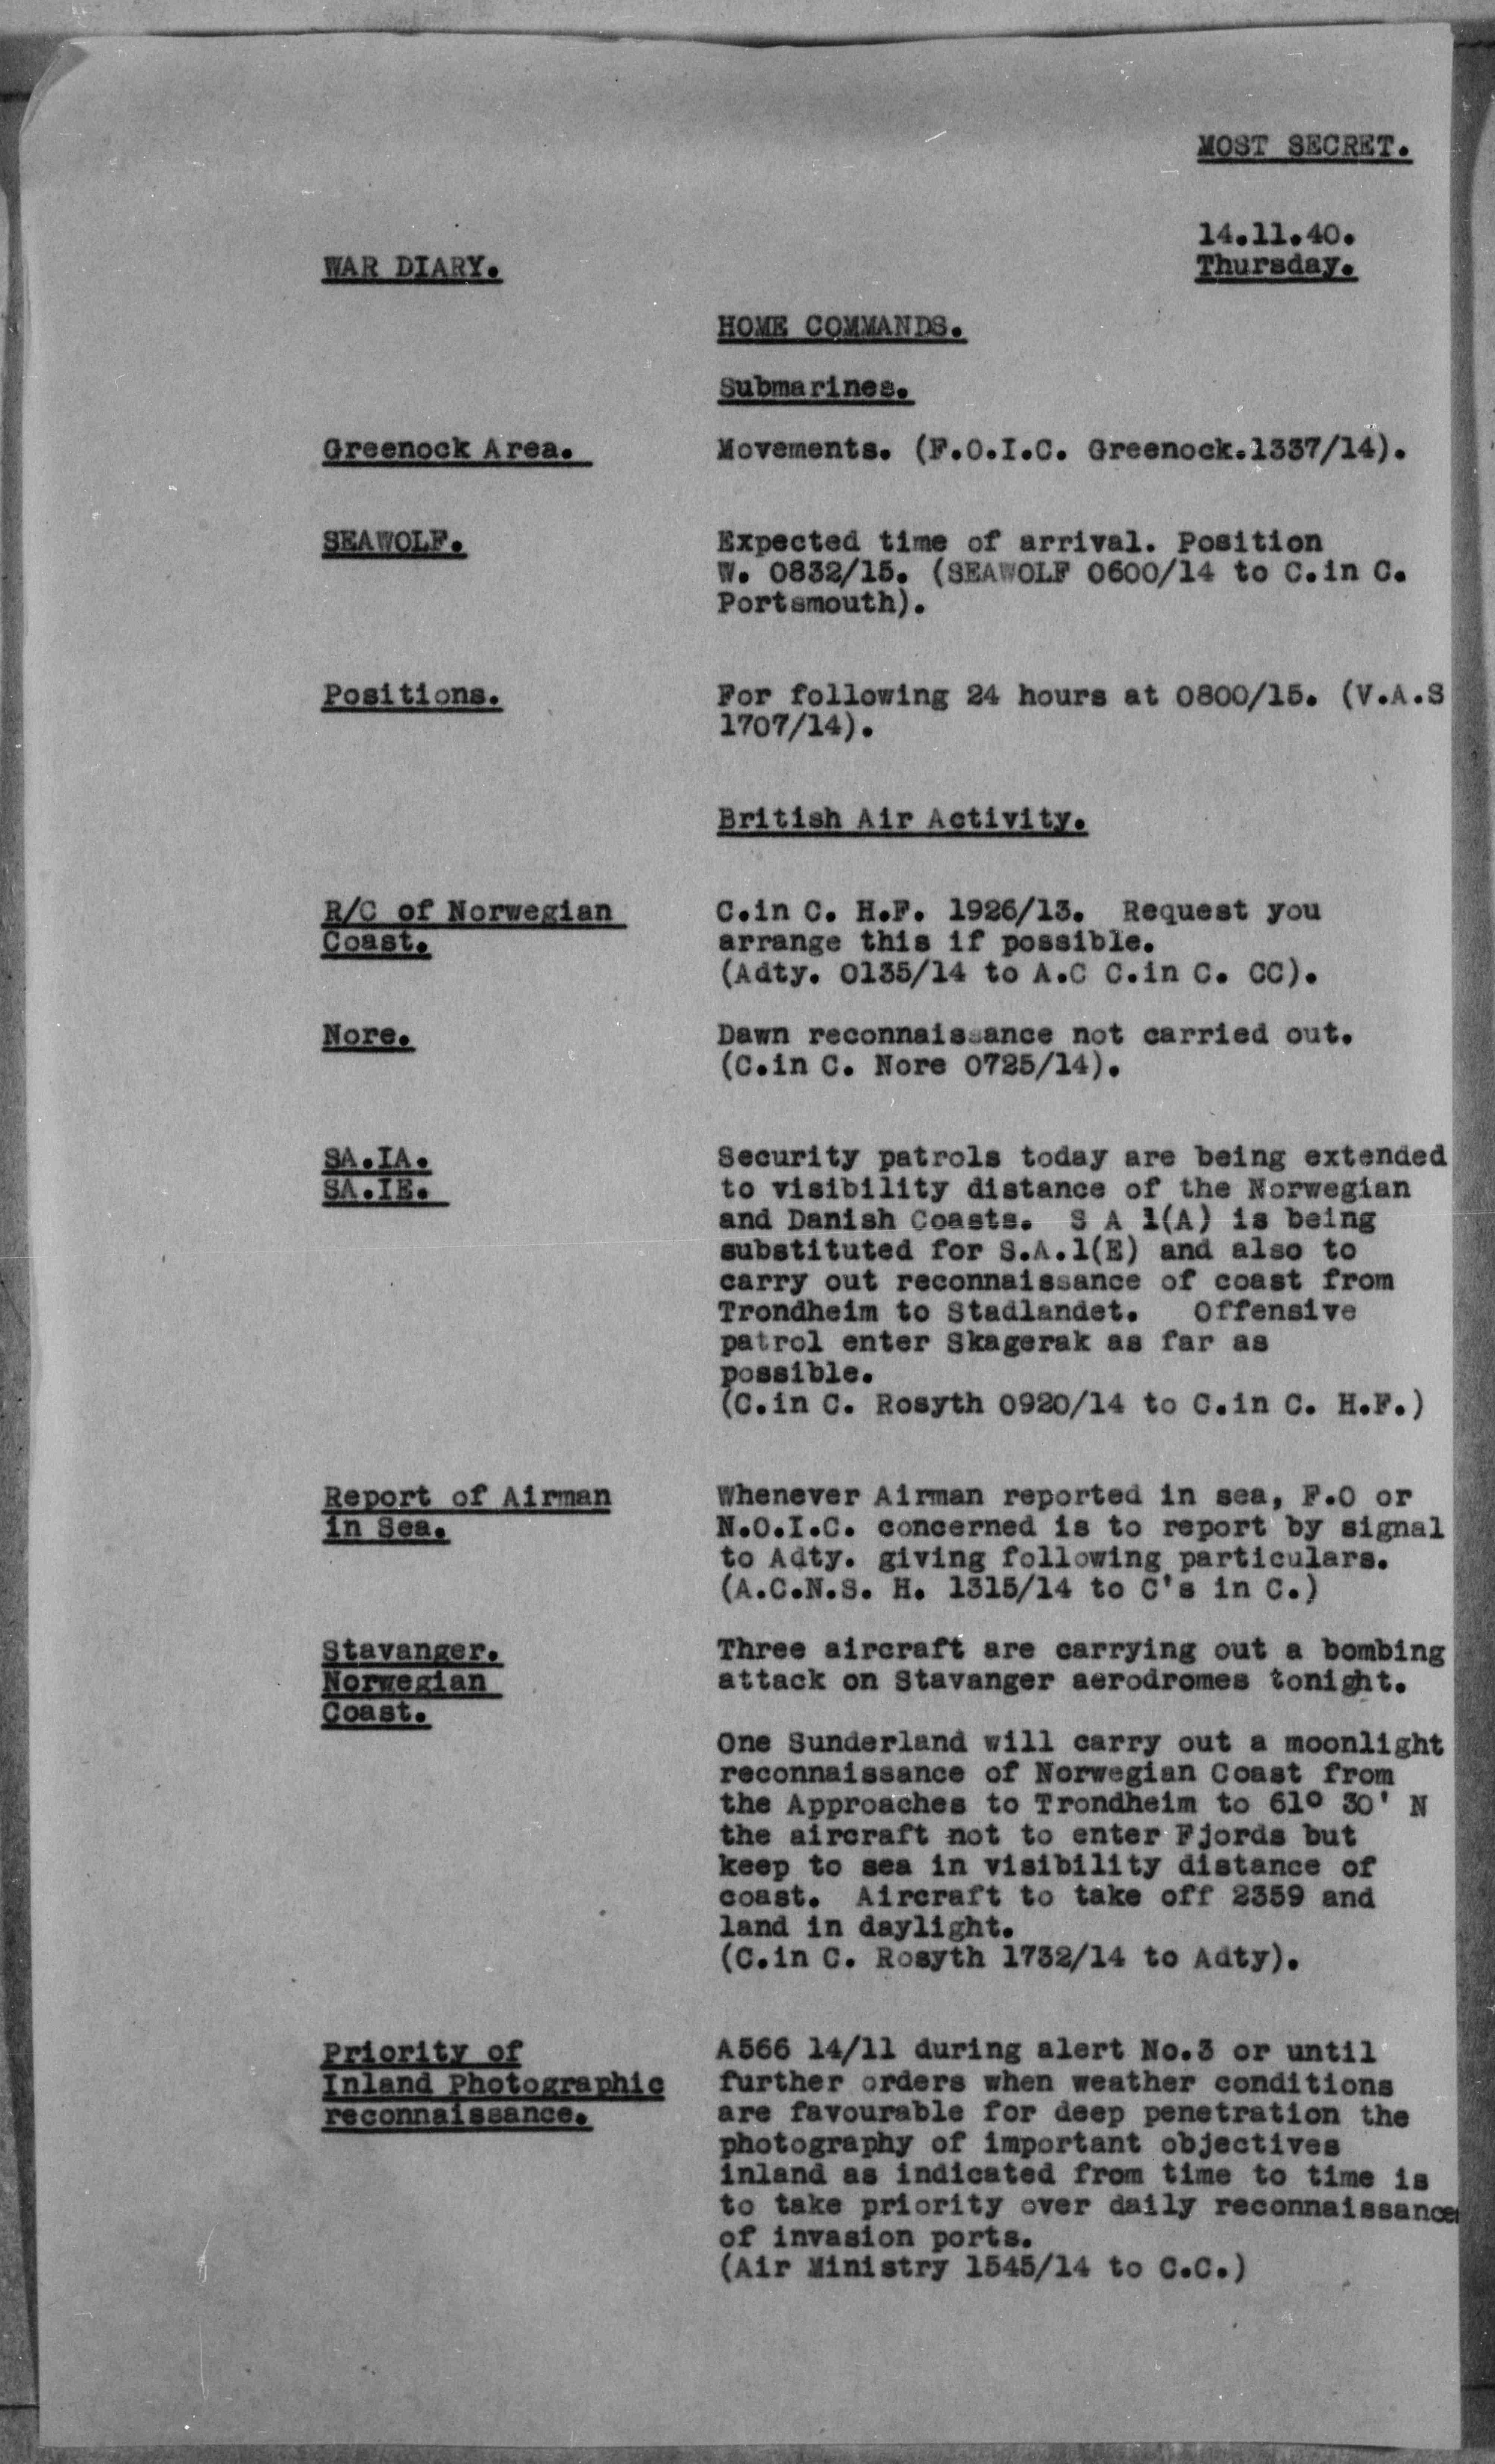 MOST SECRET.
14.11.40.
WAR DIARY.
Thursday.
HOME COMMANDS.
Submarines.
Greenock Area.
Movements. (F.O.I.C. Greenock.1337/14).
SEAWOLF.
Expected time of arrival. Position
W. 0832/15. (SEAWOLF 0600/14 to C.in C.
Portsmouth).
Positions.
For following 24 hours at 0800/15. (V.A.S
1707/14).
British Air Activity.
R/C of Norwegian
Coast.
C.in C. H.F. 1926/13. Request you
arrange this if possible.
(Adty. 0135/14 to A.C C.in C. CC).
Nore.
Dawn reconnaissance not carried out.
(C.in C. Nore 0725/14).
SA.IA.
SA.IE.
Security patrols today are being extended
to visibility distance of the Norwegian
and Danish Coasts. S A 1(A) is being
substituted for S.A.1(E) and also to
carry out reconnaissance of coast from
Trondheim to Stadlandet. Offensive
patrol enter Skagerak as far as
possible.
(C.in C. Rosyth 0920/14 to C.in C. H.F.)
Report of Airman
in Sea.
Whenever Airman reported in sea, F.O or
N.O.I.C. concerned is to report by signal
to Adty. giving following particulars.
(A.C.N.S. H. 1315/14 to C's in C.)
Stavanger.
Norwegian
Coast.
Three aircraft are carrying out a bombing
attack on Stavanger aerodromes tonight.
One Sunderland will carry out a moonlight
reconnaissance of Norwegian Coast from
the Approaches to Trondheim to 61° 30' N
the aircraft not to enter Fjords but
keep to sea in visibility distance of
coast. Aircraft to take off 2359 and
land in daylight.
(C.in C. Rosyth 1732/14 to Adty).
Priority of
Inland Photographic
reconnaissance.
A566 14/11 during alert No.3 or until
further orders when weather conditions
are favourable for deep penetration the
photography of important objectives
inland as indicated from time to time is
to take priority over daily reconnaissance
of invasion ports.
(Air Ministry 1545/14 to C.C.)